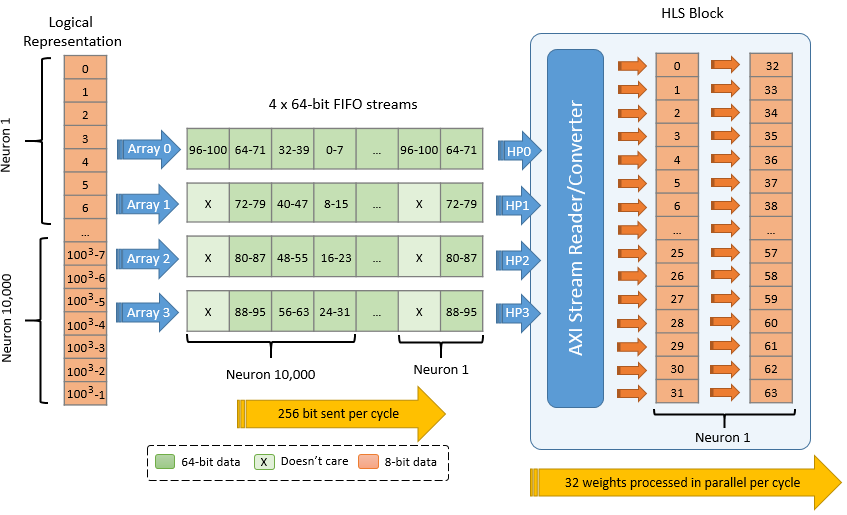 HLS Block
Logical
Representation
4 x 64-bit FIFO streams
Neuron 1
Neuron 10,000
0
1
2
3
4
5
6
...
100³-7
100³-6
100³-5
100³-4
100³-3
100³-2
100³-1
Array 0
96-100 64-71 32-39 0-7 ... 96-100 64-71
HP0
Array 1
X 72-79 40-47 8-15 ... X 72-79
HP1
Array 2
X 80-87 48-55 16-23 ... X 80-87
HP2
Array 3
X 88-95 56-63 24-31 ... X 88-95
HP3
Neuron 10,000
Neuron 1
256 bit sent per cycle
64-bit data
X Doesn't care
8-bit data
AXI Stream Reader/Converter
0 32
1 33
2 34
3 35
4 36
5 37
6 38
... ...
25 57
26 58
27 59
28 60
29 61
30 62
31 63
Neuron 1
32 weights processed in parallel per cycle